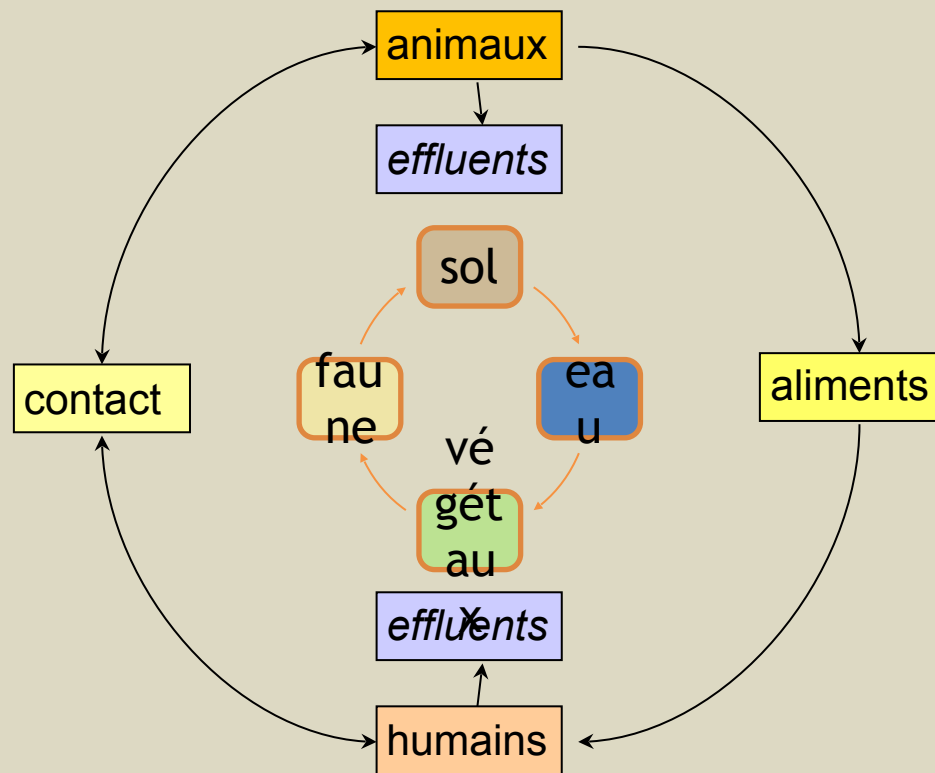 animaux
effluents
sol
fau
ne
ea
u
contact
aliments
vé
gét
au
x
effluents
humains